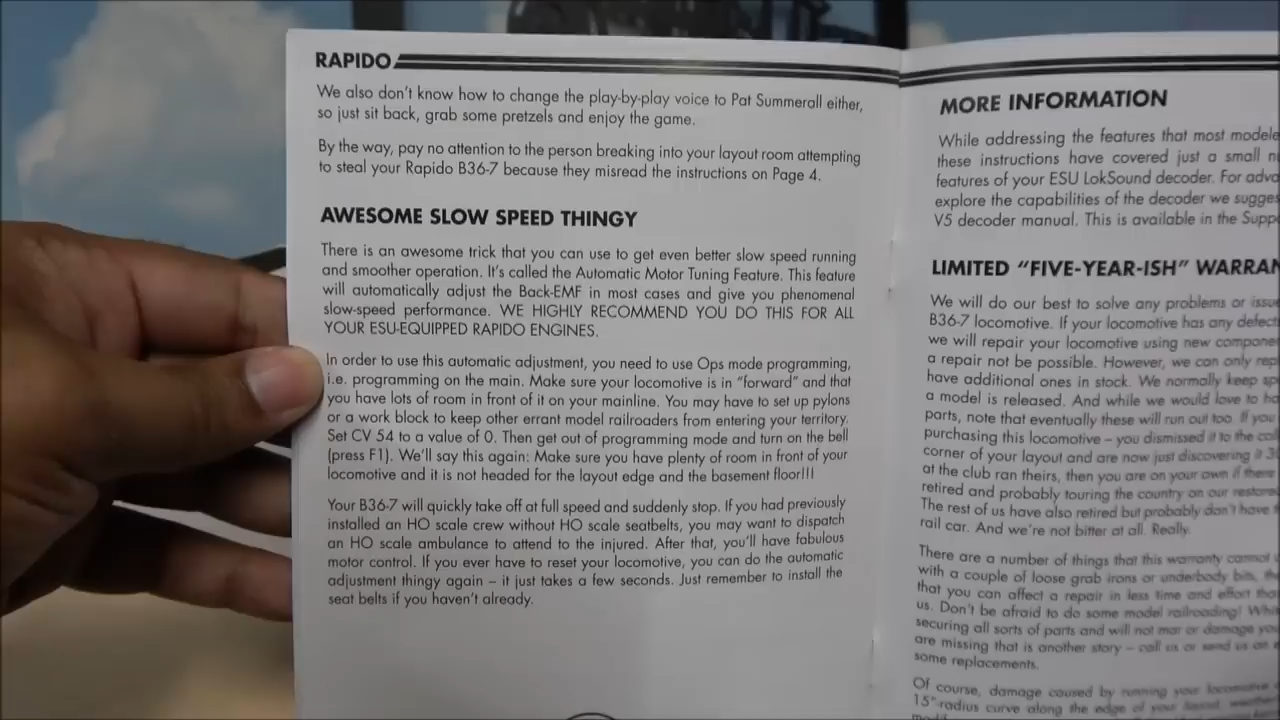 RAPIDO
We also don't know how to change the play-by-play voice to Pat Summerall either,
so just sit back, grab some pretzels and enjoy the game.
By the way, pay no attention to the person breaking into your layout room attempting
to steal your Rapido B36-7 because they misread the instructions on Page 4.
AWESOME SLOW SPEED THINGY
There is an awesome trick that you can use to get even better slow speed running
and smoother operation. It's called the Automatic Motor Tuning Feature. This feature
will automatically adjust the Back-EMF in most cases and give you phenomenal
slow-speed performance. WE HIGHLY RECOMMEND YOU DO THIS FOR ALL
YOUR ESU-EQUIPPED RAPIDO ENGINES.
In order to use this automatic adjustment, you need to use Ops mode programming,
i.e. programming on the main. Make sure your locomotive is in "forward" and that
you have lots of room in front of it on your mainline. You may have to set up pylons
or a work block to keep other errant model railroaders from entering your territory.
Set CV 54 to a value of 0. Then get out of programming mode and turn on the bell
(press F1). We'll say this again: Make sure you have plenty of room in front of your
locomotive and it is not headed for the layout edge and the basement floor!!!
Your B36-7 will quickly take off at full speed and suddenly stop. If you had previously
installed an HO scale crew without HO scale seatbelts, you may want to dispatch
an HO scale ambulance to attend to the injured. After that, you'll have fabulous
motor control. If you ever have to reset your locomotive, you can do the automatic
adjustment thingy again – it just takes a few seconds. Just remember to install the
seat belts if you haven't already.
MORE INFORMATION
While addressing the features that most
these instructions have covered just a small
features of your ESU LokSound decoder. For
explore the capabilities of the decoder we
V5 decoder manual. This is available in the
LIMITED "FIVE-YEAR-ISH"
We will do our best to solve any problems or
B36-7 locomotive. If your locomotive has any
we will repair your locomotive using new
a repair not be possible. However, we can only
have additional ones in stock. We normally keep
a model is released. And while we would love to
parts, note that eventually these will run out too. If
purchasing this locomotive – you dismissed it to the
corner of your layout and are now just discovering it
at the club ran theirs, then you are on your own if
retired and probably touring the country on our
The rest of us have also retired but probably don't have
rail car. And we're not bitter at all. Really.
There are a number of things that this warranty cannot
with a couple of loose grab irons or underbody bits,
that you can affect a repair in less time and effort
us. Don't be afraid to do some model railroading!
securing all sorts of parts and will not mar or damage
are missing that is another story – call us or send us
some replacements.
Of course, damage caused by running your locomotive
15"-radius curve along the edge of your layout